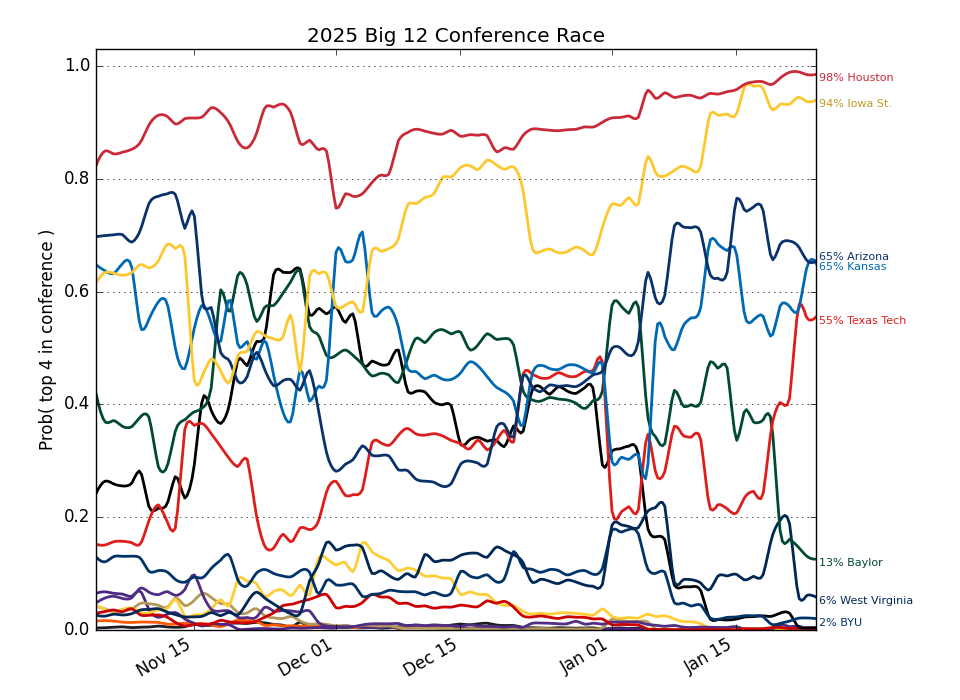 2025 Big 12 Conference Race
Prob( top 4 in conference )
1.0
0.8
0.6
0.4
0.2
0.0
Nov 15
Dec 01
Dec 15
Jan 01
Jan 15
98% Houston
94% Iowa St.
65% Arizona
65% Kansas
55% Texas Tech
13% Baylor
6% West Virginia
2% BYU